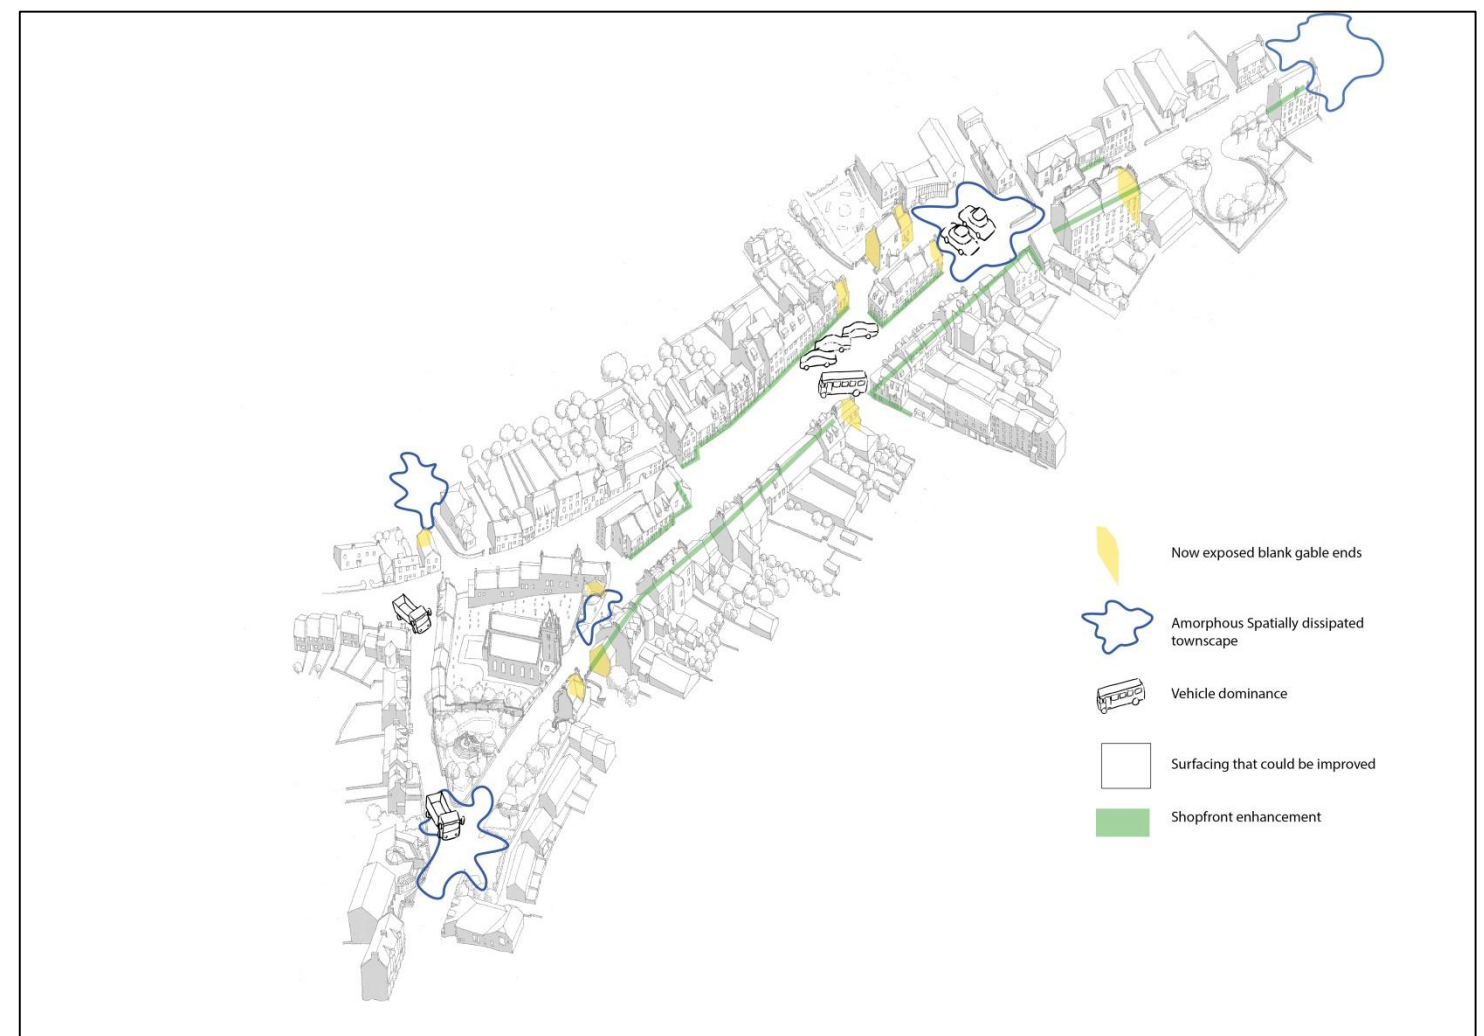 Now exposed blank gable ends
Amorphous Spatially dissipated
townscape
Vehicle dominance
Surfacing that could be improved
Shopfront enhancement